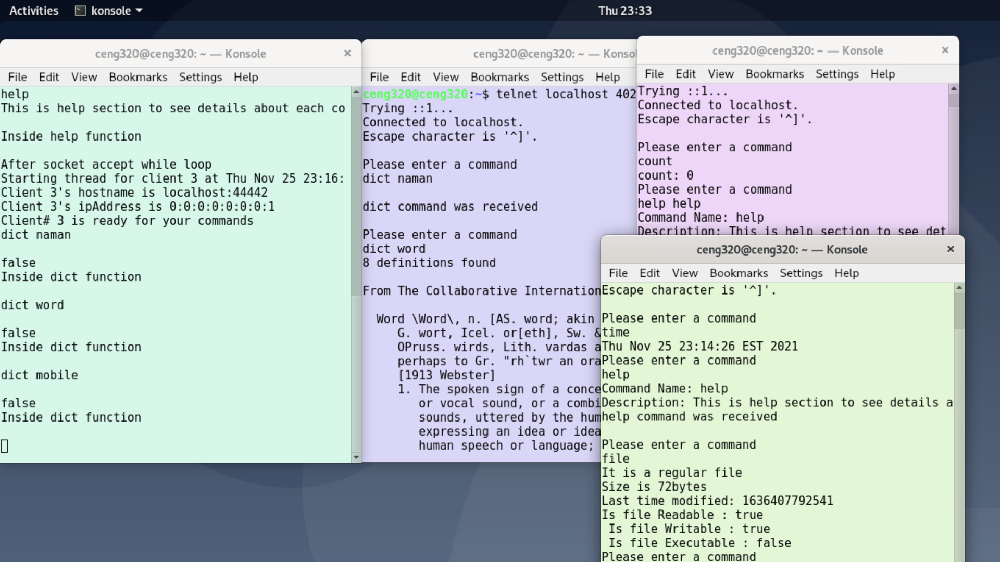 Activities konsole Thu 23:33
ceng320@ceng320: ~ — Konsole
File Edit View Bookmarks Settings Help
help
This is help section to see details about each co
Inside help function
After socket accept while loop
Starting thread for client 3 at Thu Nov 25 23:16:
Client 3's hostname is localhost:44442
Client 3's ipAddress is 0:0:0:0:0:0:0:1
Client# 3 is ready for your commands
dict naman
false
Inside dict function
dict word
false
Inside dict function
dict mobile
false
Inside dict function
ceng320@ceng320: ~ — Konso
File Edit View Bookmarks Settings Help
ceng320@ceng320:~$ telnet localhost 402
Trying ::1...
Connected to localhost.
Escape character is '^]'.
Please enter a command
dict naman
dict command was received
Please enter a command
dict word
8 definitions found
From The Collaborative Internation
Word \Word\, n. [AS. word; akin
G. wort, Icel. or[eth], Sw. &
OPruss. wirds, Lith. vardas a
perhaps to Gr. "rh`twr an ora
[1913 Webster]
1. The spoken sign of a conce
or vocal sound, or a combi
sounds, uttered by the hum
expressing an idea or idea
human speech or language;
ceng320@ceng320: ~ — Konsole
File Edit View Bookmarks Settings Help
Trying ::1...
Connected to localhost.
Escape character is '^]'.
Please enter a command
count
count: 0
Please enter a command
help help
Command Name: help
Description: This is help section to see det
ceng320@ceng320: ~ — Konsole
File Edit View Bookmarks Settings Help
Escape character is '^]'.
Please enter a command
time
Thu Nov 25 23:14:26 EST 2021
Please enter a command
help
Command Name: help
Description: This is help section to see details a
help command was received
Please enter a command
file
It is a regular file
Size is 72bytes
Last time modified: 1636407792541
Is file Readable : true
Is file Writable : true
Is file Executable : false
Please enter a command